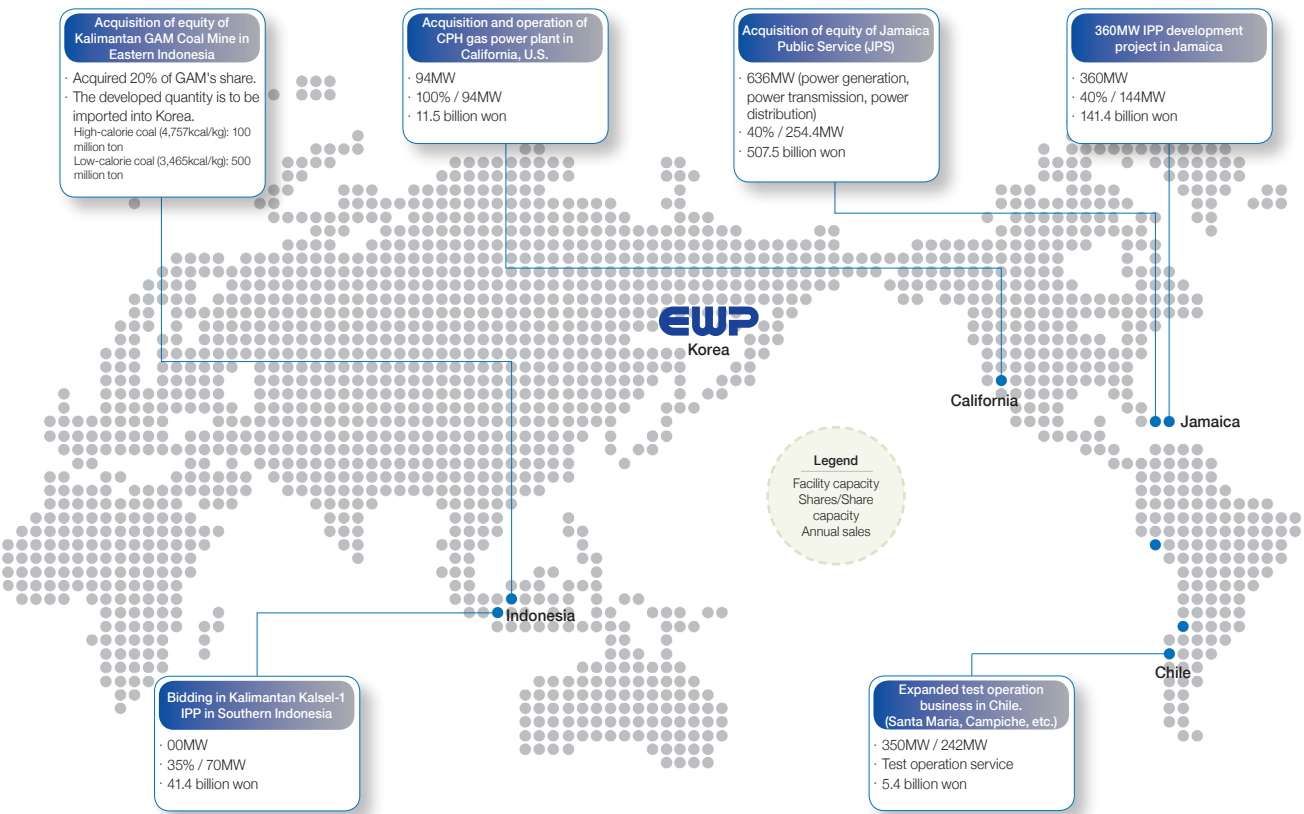 Acquisition of equity of
Kalimantan GAM Coal Mine in
Eastern Indonesia
· Acquired 20% of GAM's share.
· The developed quantity is to be
imported into Korea.
High-calorie coal (4,757kcal/kg): 100
million ton
Low-calorie coal (3,465kcal/kg): 500
million ton
Acquisition and operation of
CPH gas power plant in
California, U.S.
· 94MW
· 100% / 94MW
· 11.5 billion won
Acquisition of equity of Jamaica
Public Service (JPS)
· 636MW (power generation,
power transmission, power
distribution)
· 40% / 254.4MW
· 507.5 billion won
360MW IPP development
project in Jamaica
· 360MW
· 40% / 144MW
· 141.4 billion won
EWP
Korea
California
Jamaica
Legend
Facility capacity
Shares/Share
capacity
Annual sales
Indonesia
Chile
Bidding in Kalimantan Kalsel-1
IPP in Southern Indonesia
· 00MW
· 35% / 70MW
· 41.4 billion won
Expanded test operation
business in Chile.
(Santa Maria, Campiche, etc.)
· 350MW / 242MW
· Test operation service
· 5.4 billion won